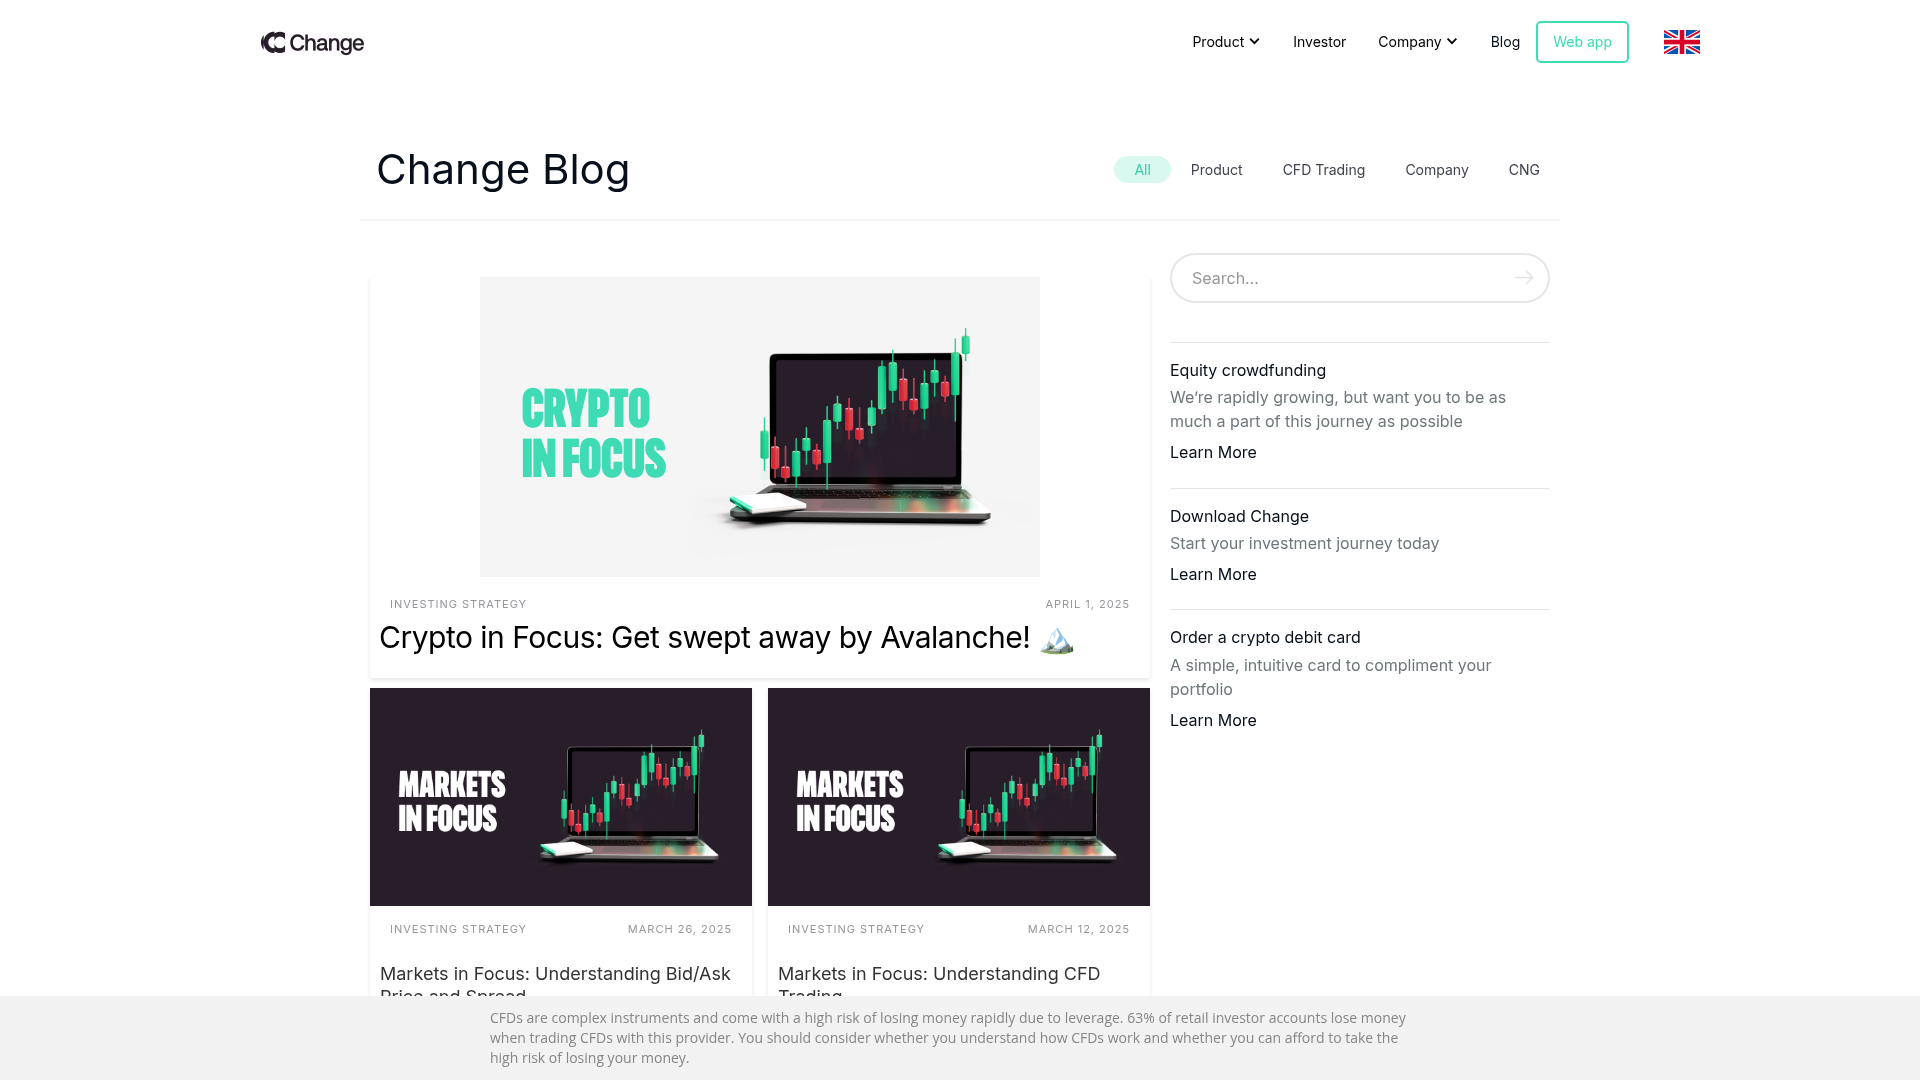 Change
Product
Investor
Company
Blog
Web app
Change Blog
All
Product
CFD Trading
Company
CNG
Search...
CRYPTO
IN FOCUS
INVESTING STRATEGY
APRIL 1, 2025
Crypto in Focus: Get swept away by Avalanche! 🏔️
Equity crowdfunding
We’re rapidly growing, but want you to be as
much a part of this journey as possible
Learn More
Download Change
Start your investment journey today
Learn More
Order a crypto debit card
A simple, intuitive card to compliment your
portfolio
Learn More
MARKETS
IN FOCUS
INVESTING STRATEGY
MARCH 26, 2025
Markets in Focus: Understanding Bid/Ask
Price and Spread
MARKETS
IN FOCUS
INVESTING STRATEGY
MARCH 12, 2025
Markets in Focus: Understanding CFD
Trading
CFDs are complex instruments and come with a high risk of losing money rapidly due to leverage. 63% of retail investor accounts lose money
when trading CFDs with this provider. You should consider whether you understand how CFDs work and whether you can afford to take the
high risk of losing your money.